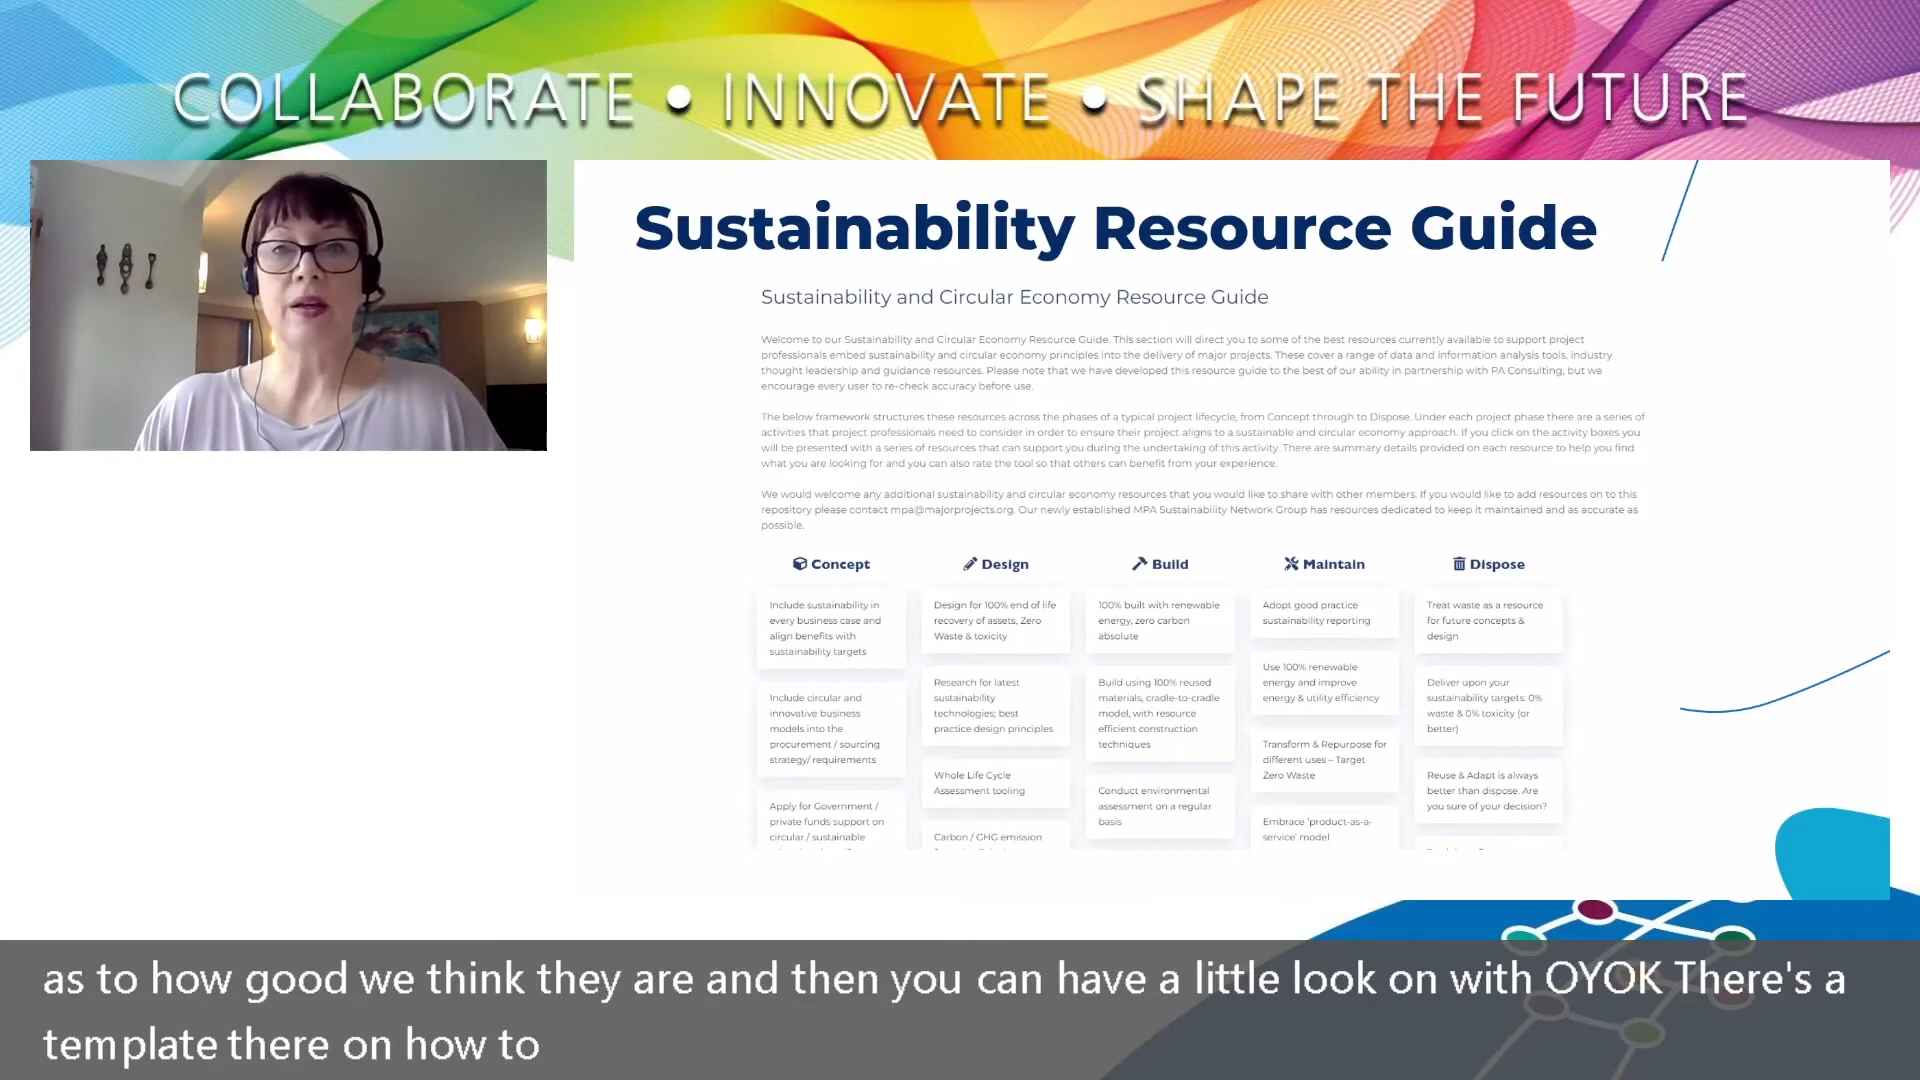 COLLABORATE • INNOVATE • SHAPE THE FUTURE
Sustainability Resource Guide
Sustainability and Circular Economy Resource Guide
Welcome to our Sustainability and Circular Economy Resource Guide. This section will direct you to some of the best resources currently available to support project
professionals embed sustainability and circular economy principles into the delivery of major projects. These cover a range of data and information analysis tools, industry
thought leadership and guidance resources. Please note that we have developed this resource guide to the best of our ability in partnership with PA Consulting, but we
encourage every user to re-check accuracy before use.
The below framework structures these resources across the phases of a typical project lifecycle, from Concept through to Dispose. Under each project phase there are a series of
activities that project professionals need to consider in order to ensure their project aligns to a sustainable and circular economy approach. If you click on the activity boxes you
will be presented with a series of resources that can support you during the undertaking of this activity. There are summary details provided on each resource to help you find
what you are looking for and you can also rate the tool so that others can benefit from your experience.
We would welcome any additional sustainability and circular economy resources that you would like to share with other members. If you would like to add resources on to this
repository please contact mpa@majorprojects.org. Our newly established MPA Sustainability Network Group has resources dedicated to keep it maintained and as accurate as
possible.
Concept
Include sustainability in
every business case and
align benefits with
sustainability targets
Include circular and
innovative business
models into the
procurement / sourcing
strategy/ requirements
Apply for Government /
private funds support on
circular / sustainable
Design
Design for 100% end of life
recovery of assets, Zero
Waste & toxicity
Research for latest
sustainability
technologies; best
practice design principles
Whole Life Cycle
Assessment tooling
Carbon / GHG emission
Build
100% built with renewable
energy, zero carbon
absolute
Build using 100% reused
materials, cradle-to-cradle
model, with resource
efficient construction
techniques
Conduct environmental
assessment on a regular
basis
Maintain
Adopt good practice
sustainability reporting
Use 100% renewable
energy and improve
energy & utility efficiency
Transform & Repurpose for
different uses – Target
Zero Waste
Embrace 'product-as-a-
service' model
Dispose
Treat waste as a resource
for future concepts &
design
Deliver upon your
sustainability targets: 0%
waste & 0% toxicity (or
better)
Reuse & Adapt is always
better than dispose. Are
you sure of your decision?
as to how good we think they are and then you can have a little look on with OYOK There's a
template there on how to